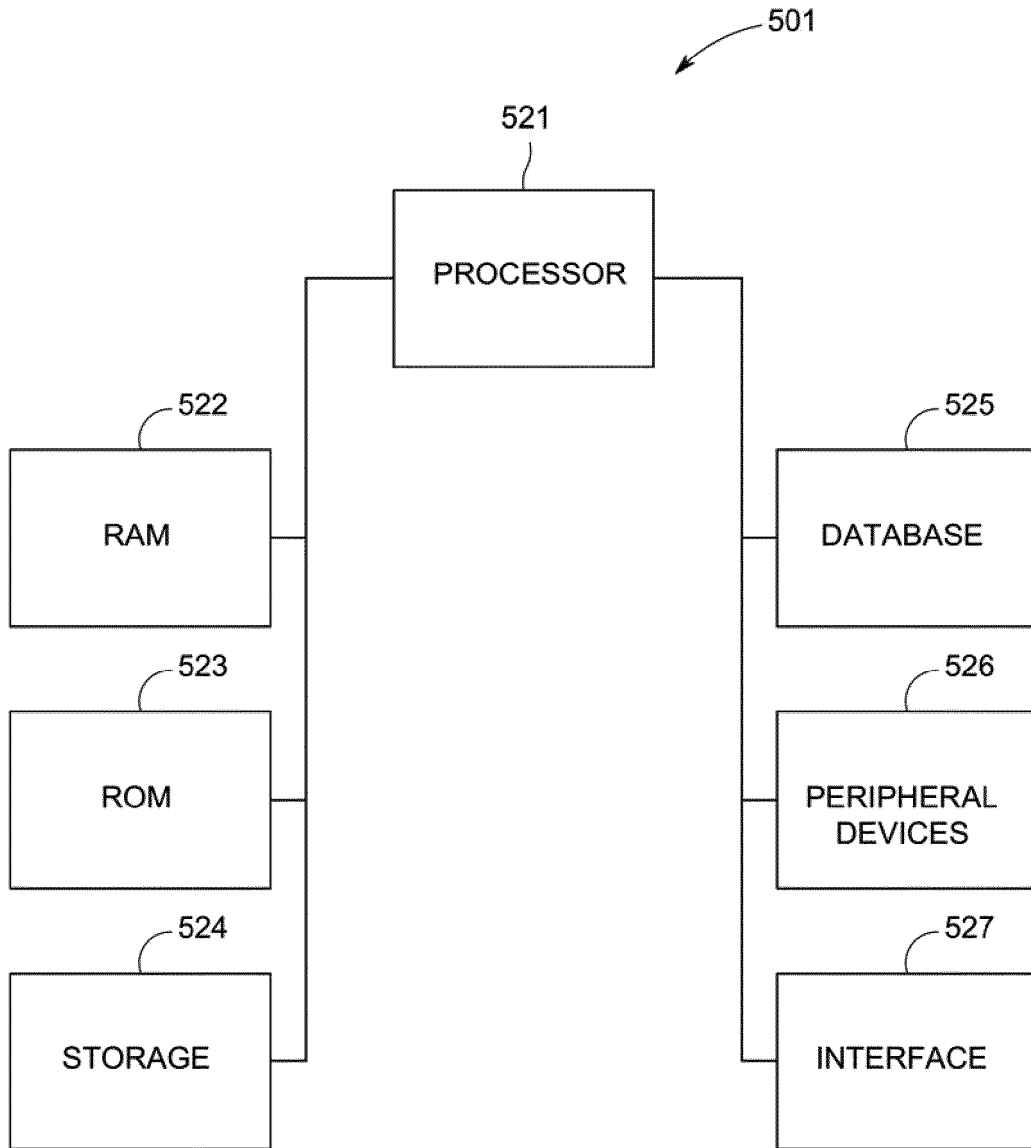 501
521
PROCESSOR
522
RAM
525
DATABASE
523
ROM
526
PERIPHERAL
DEVICES
524
STORAGE
527
INTERFACE